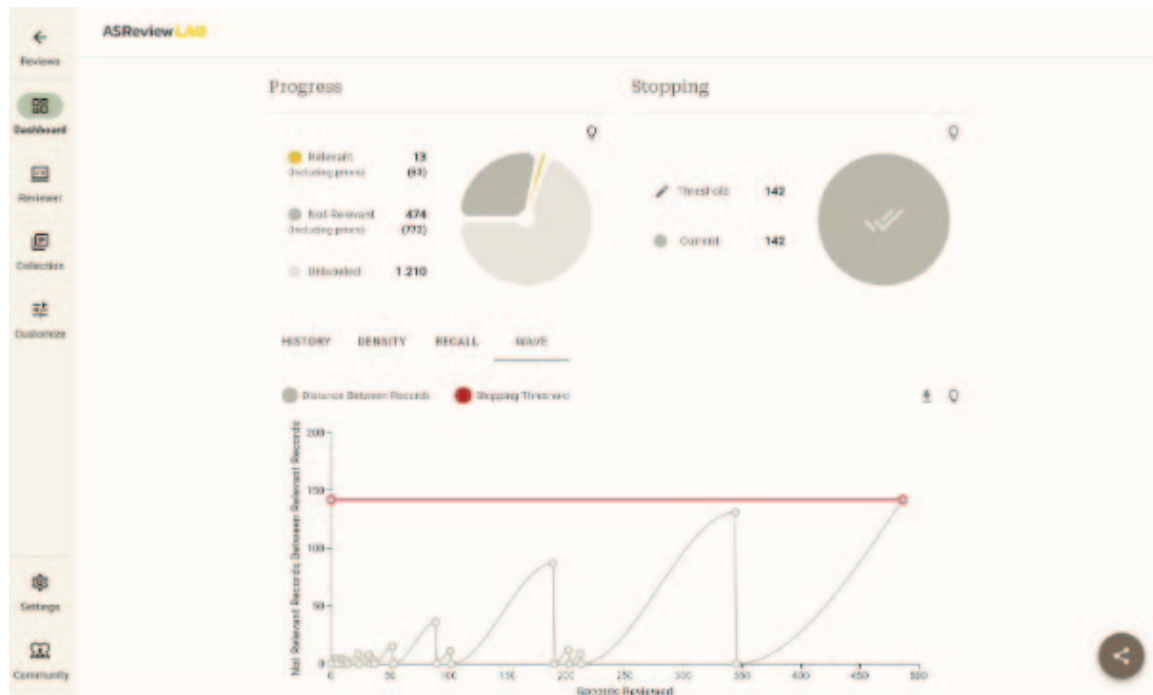 ASReview LAB
Reviews
Dashboard
Reviewer
Collection
Customize
Settings
Community
Progress
Relevant 13
(including priors) (63)
Not Relevant 474
(including priors) (772)
Unlabeled 1.210
Stopping
Threshold 142
Current 142
HISTORY DENSITY RECALL WAVE
Distance Between Records Stopping Threshold
Not Relevant Records Between Relevant Records
200
150
100
50
0
0 50 100 150 200 250 300 350 400 450 500
Records Reviewed